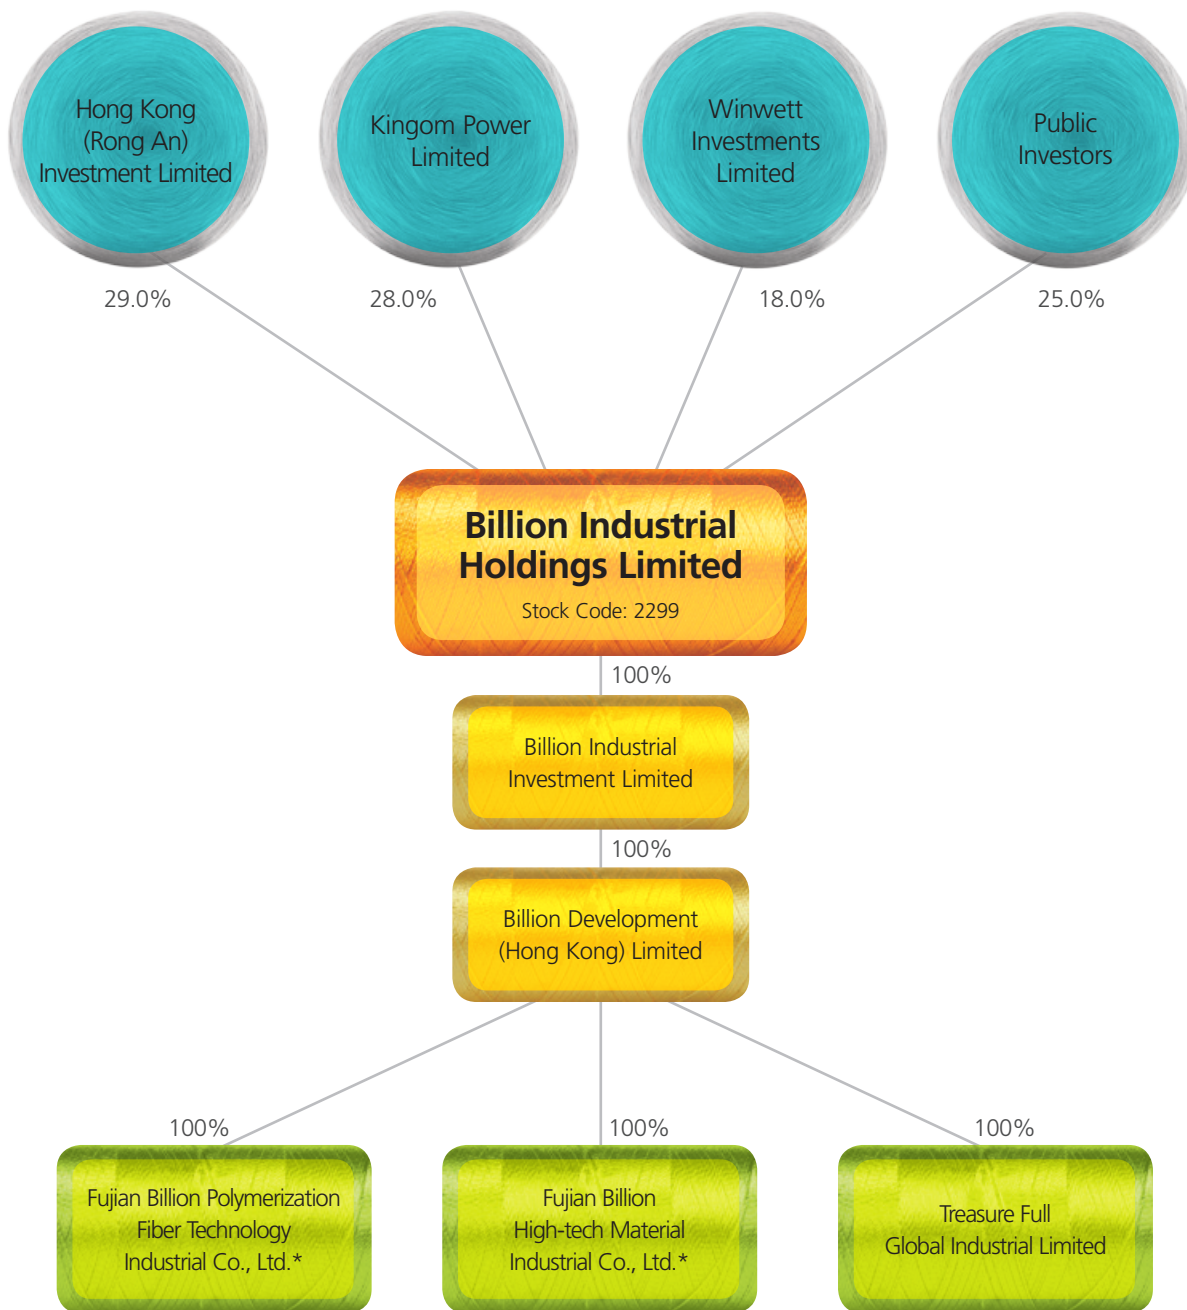 Hong Kong
(Rong An)
Investment Limited
Kingom Power
Limited
Winwett
Investments
Limited
Public
Investors
29.0%
28.0%
18.0%
25.0%
Billion Industrial
Holdings Limited
Stock Code: 2299
100%
Billion Industrial
Investment Limited
100%
Billion Development
(Hong Kong) Limited
100%
100%
100%
Fujian Billion Polymerization
Fiber Technology
Industrial Co., Ltd.*
Fujian Billion
High-tech Material
Industrial Co., Ltd.*
Treasure Full
Global Industrial Limited